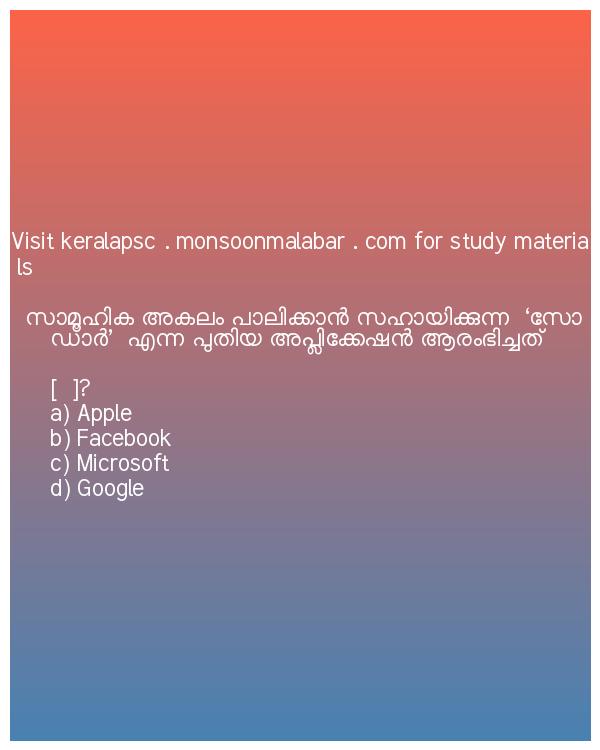 Visit keralapsc . monsoonmalabar . com for study materia
ls
സാമൂഹിക അകലം പാലിക്കാൻ സഹായിക്കുന്ന ‘സോ
ഡാർ’ എന്ന പുതിയ അപ്ലിക്കേഷൻ ആരംഭിച്ചത്
[ ]?
a) Apple
b) Facebook
c) Microsoft
d) Google